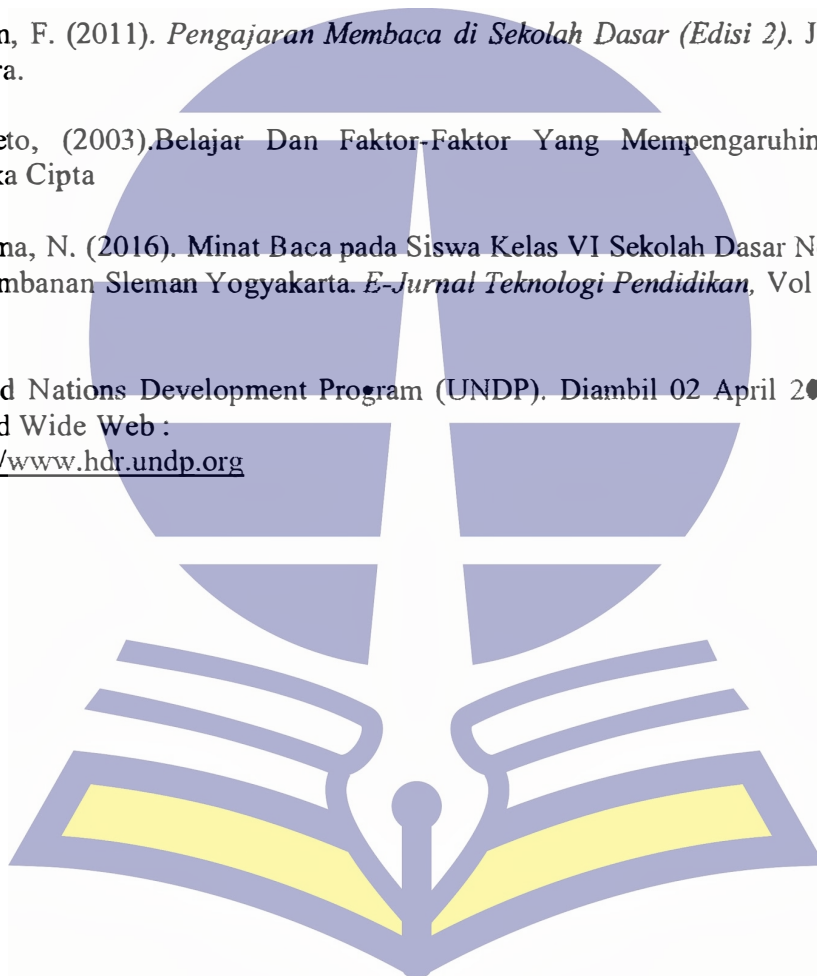 n, F. (2011). Pengajaran Membaca di Sekolah Dasar (Edisi 2). J
ra.
eto, (2003).Belajar Dan Faktor-Faktor Yang Mempengaruhin
ka Cipta
ma, N. (2016). Minat Baca pada Siswa Kelas VI Sekolah Dasar N
mbanan Sleman Yogyakarta. E-Jurnal Teknologi Pendidikan, Vol
d Nations Development Program (UNDP). Diambil 02 April 20
d Wide Web :
/www.hdr.undp.org